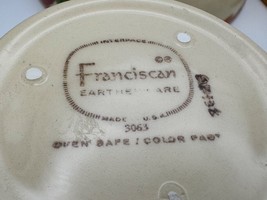 INTERPACE
©®
Franciscan
EARTHENWARE
MADE U.S.A.
3063
OVEN SAFE / COLOR FAST